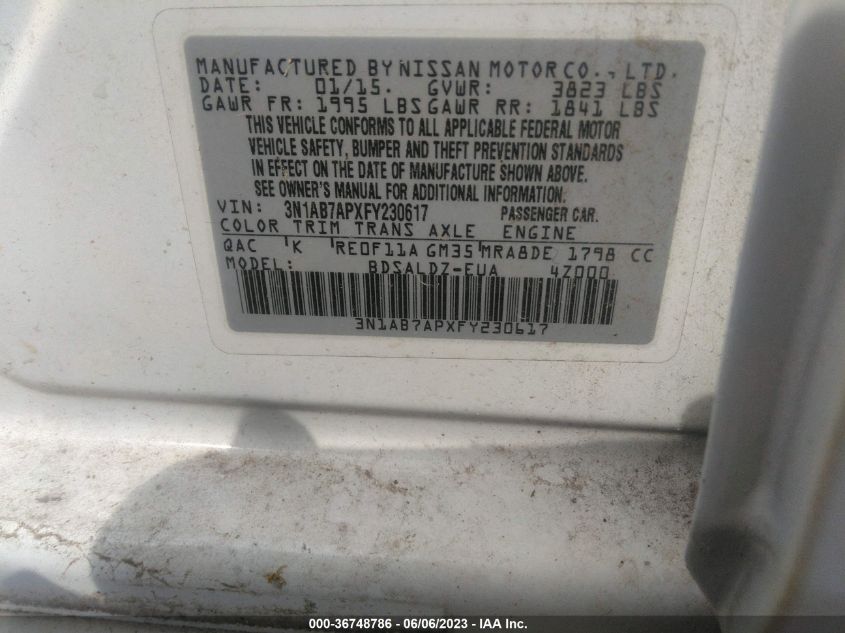 MANUFACTURED BY NISSAN MOTOR CO., LTD.
DATE: 01/15. GVWR: 3823 LBS
GAWR FR: 1995 LBS GAWR RR: 1841 LBS
THIS VEHICLE CONFORMS TO ALL APPLICABLE FEDERAL MOTOR
VEHICLE SAFETY, BUMPER AND THEFT PREVENTION STANDARDS
IN EFFECT ON THE DATE OF MANUFACTURE SHOWN ABOVE.
SEE OWNER'S MANUAL FOR ADDITIONAL INFORMATION.
VIN: 3N1AB7APXFY230617 PASSENGER CAR.
COLOR TRIM TRANS AXLE ENGINE
QAC K RE0F11A GM35 MRA8DE 1798 CC
MODEL: BDSALDZ-EUA 4Z000
3N1AB7APXFY230617
000-36748786 - 06/06/2023 - IAA Inc.